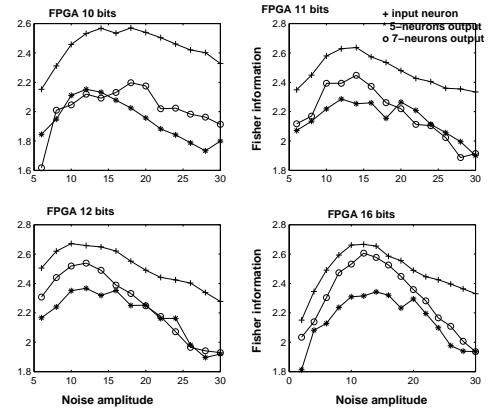 FPGA 10 bits
FPGA 11 bits
+ input neuron
* 5−neurons output
o 7−neurons output
2.6
2.4
2.2
2
1.8
1.6
5 10 15 20 25 30
Fisher information
2.6
2.4
2.2
2
1.8
5 10 15 20 25 30
FPGA 12 bits
2.8
2.6
2.4
2.2
2
1.8
5 10 15 20 25 30
Noise amplitude
FPGA 16 bits
Fisher information
2.8
2.6
2.4
2.2
2
1.8
0 10 20 30
Noise amplitude